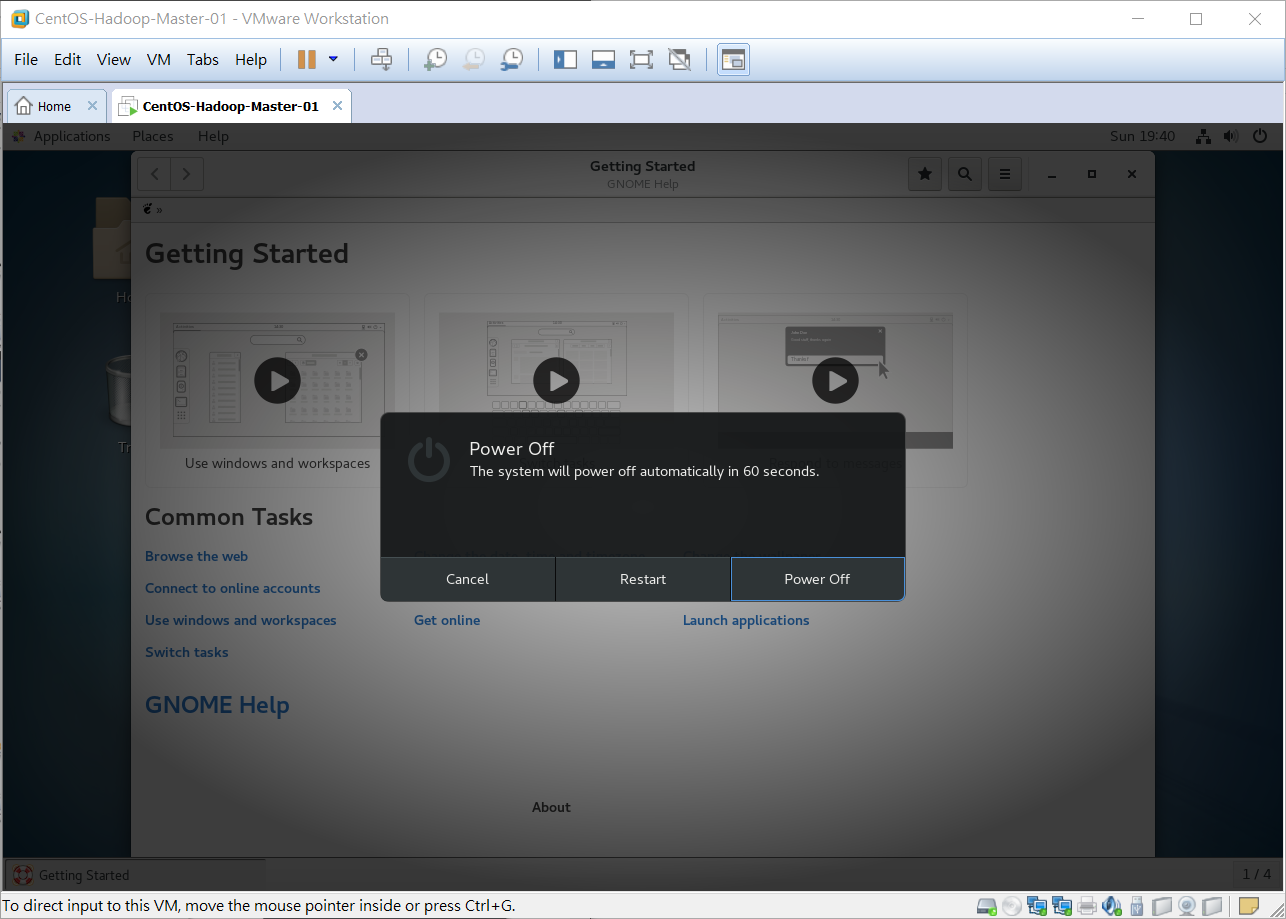 CentOS-Hadoop-Master-01 - VMware Workstation
File Edit View VM Tabs Help
Home CentOS-Hadoop-Master-01
Applications Places Help Sun 19:40
Getting Started
GNOME Help
»
Getting Started
Use windows and workspaces
Power Off
The system will power off automatically in 60 seconds.
Cancel Restart Power Off
Common Tasks
Browse the web
Connect to online accounts
Use windows and workspaces Get online Launch applications
Switch tasks
GNOME Help
About
Getting Started 1 / 4
To direct input to this VM, move the mouse pointer inside or press Ctrl+G.